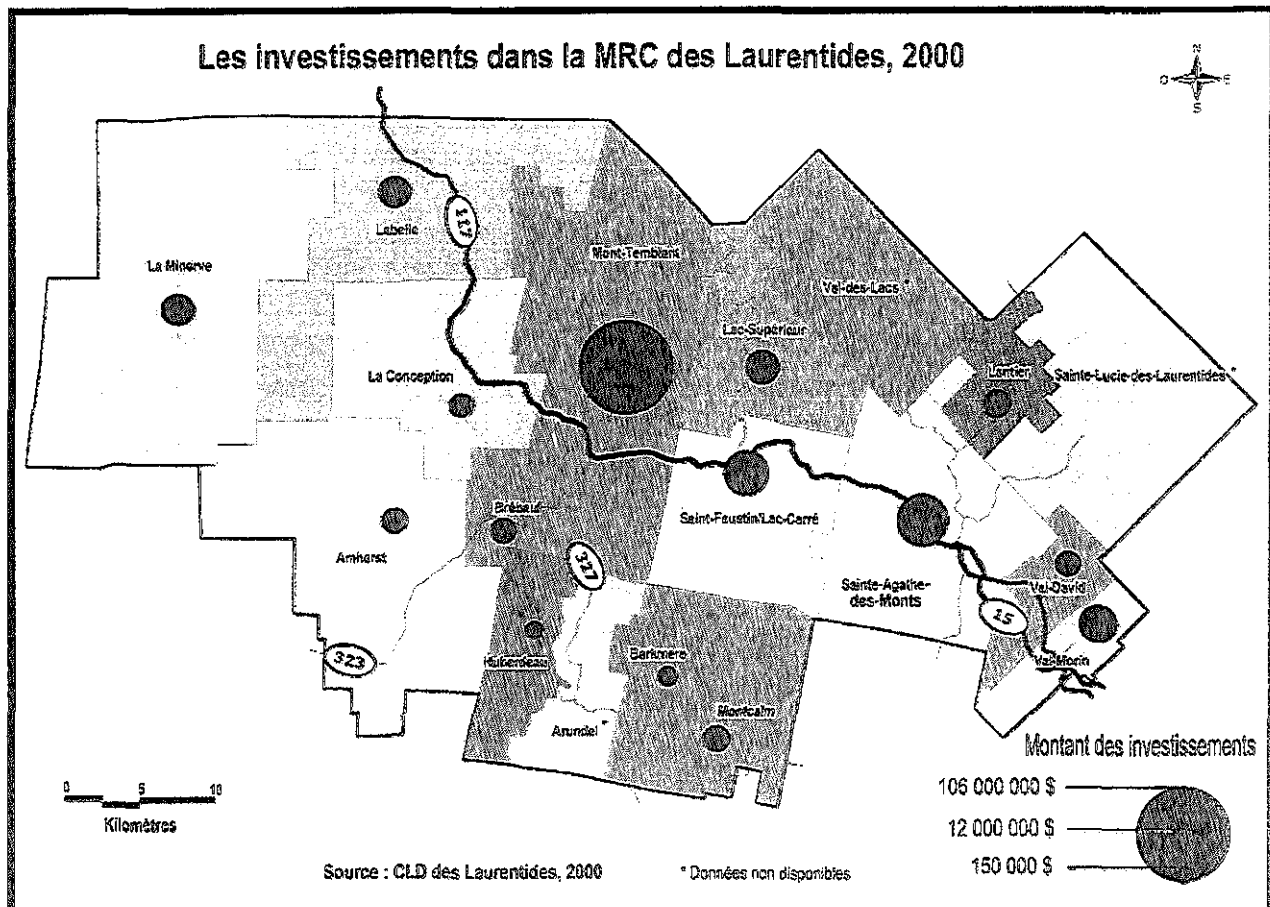 Les investissements dans la MRC des Laurentides, 2000
N
O E
S
Labelle
117
La Minerve
Mont-Temblant
Val-des-Lacs *
Lac-Supérieur
La Conception
Lantier
Sainte-Lucie-des-Laurentides *
Brébeuf
Saint-Faustin/Lac-Carré
Amherst
327
Sainte-Agathe-
des-Monts
Val-David
15
323
Huberdeau
Barkmere
Val-Morin
Montcalm
Arundel *
Montant des investissements
106 000 000 $
12 000 000 $
150 000 $
0 5 10
Kilomètres
Source : CLD des Laurentides, 2000
* Données non disponibles